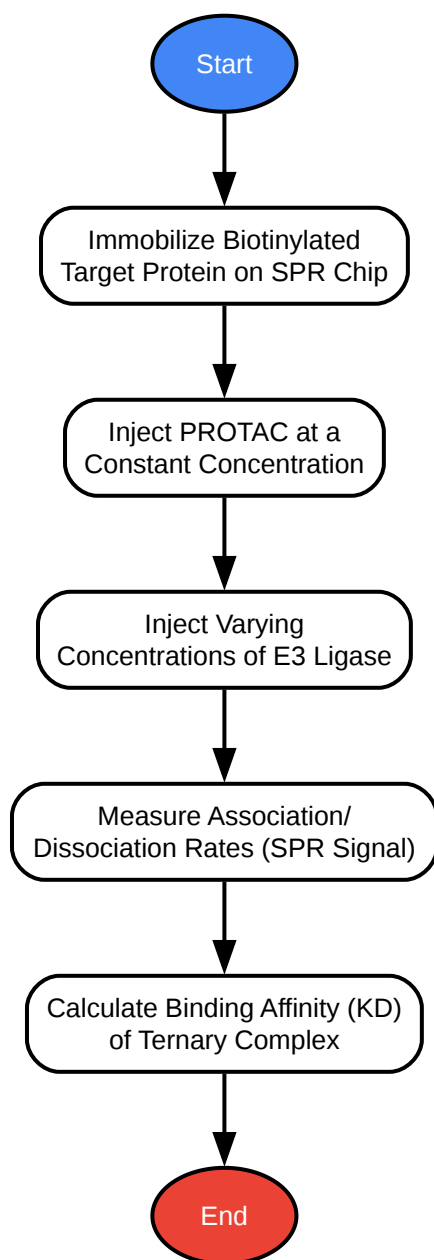 Start
Immobilize Biotinylated
Target Protein on SPR Chip
Inject PROTAC at a
Constant Concentration
Inject Varying
Concentrations of E3 Ligase
Measure Association/
Dissociation Rates (SPR Signal)
Calculate Binding Affinity (KD)
of Ternary Complex
End